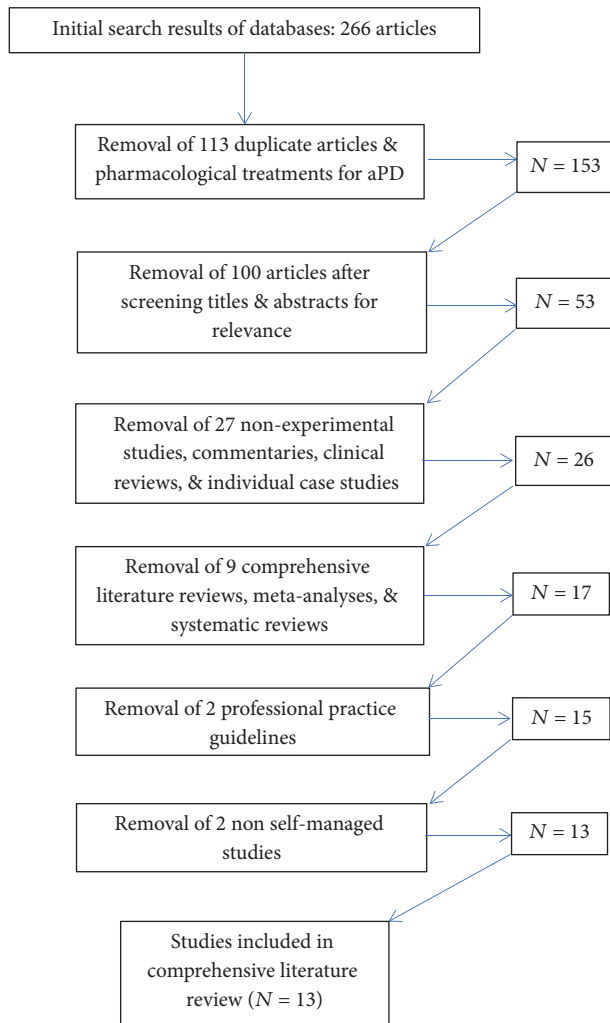 Initial search results of databases: 266 articles
Removal of 113 duplicate articles &
pharmacological treatments for aPD
N = 153
Removal of 100 articles after
screening titles & abstracts for
relevance
N = 53
Removal of 27 non-experimental
studies, commentaries, clinical
reviews, & individual case studies
N = 26
Removal of 9 comprehensive
literature reviews, meta-analyses, &
systematic reviews
N = 17
Removal of 2 professional practice
guidelines
N = 15
Removal of 2 non self-managed
studies
N = 13
Studies included in
comprehensive literature
review (N = 13)